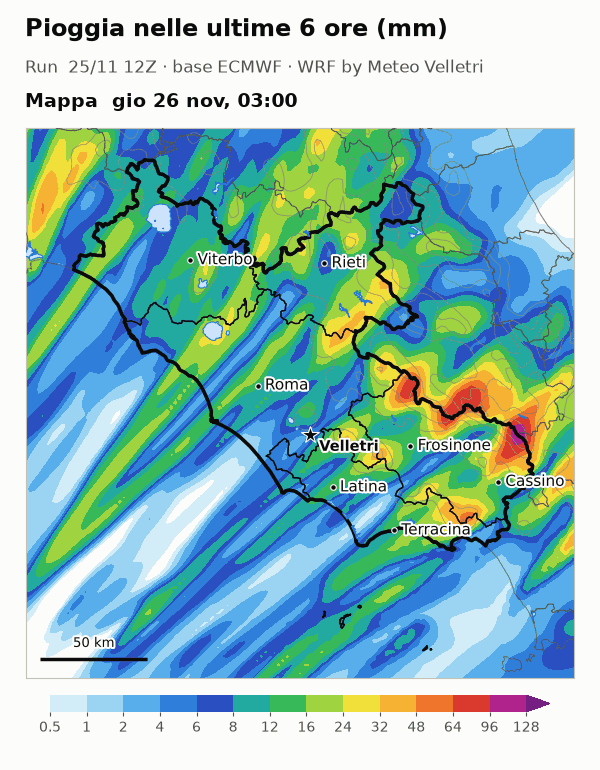 Pioggia nelle ultime 6 ore (mm)
Run 25/11 12Z · base ECMWF · WRF by Meteo Velletri
Mappa gio 26 nov, 03:00
Viterbo
Rieti
Roma
Velletri
Frosinone
Latina
Cassino
Terracina
50 km
0.5 1 2 4 6 8 12 16 24 32 48 64 96 128